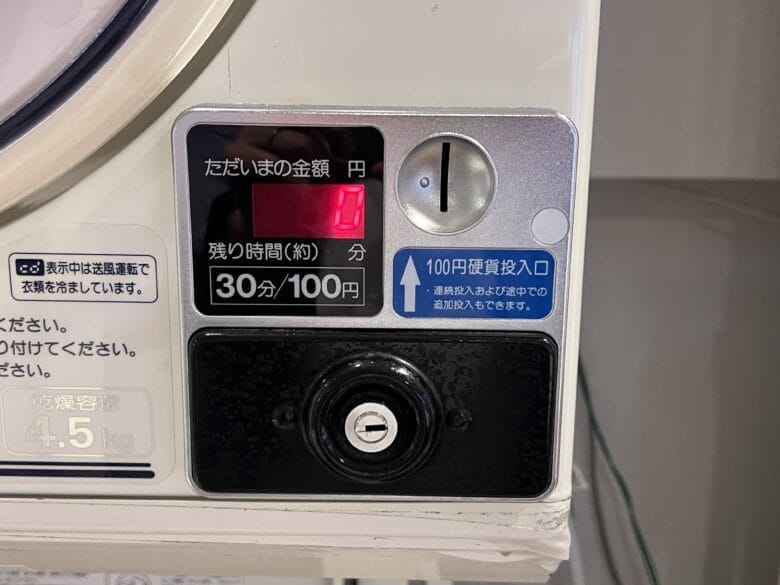 ただいまの金額 円
0
残り時間(約) 分
30分/100円
100円硬貨投入口
・連続投入および途中での
追加投入もできます。
cd 表示中は送風運転で
衣類を冷ましています。
ください。
り付けてください。
ださい。
乾燥容量
4.5kg